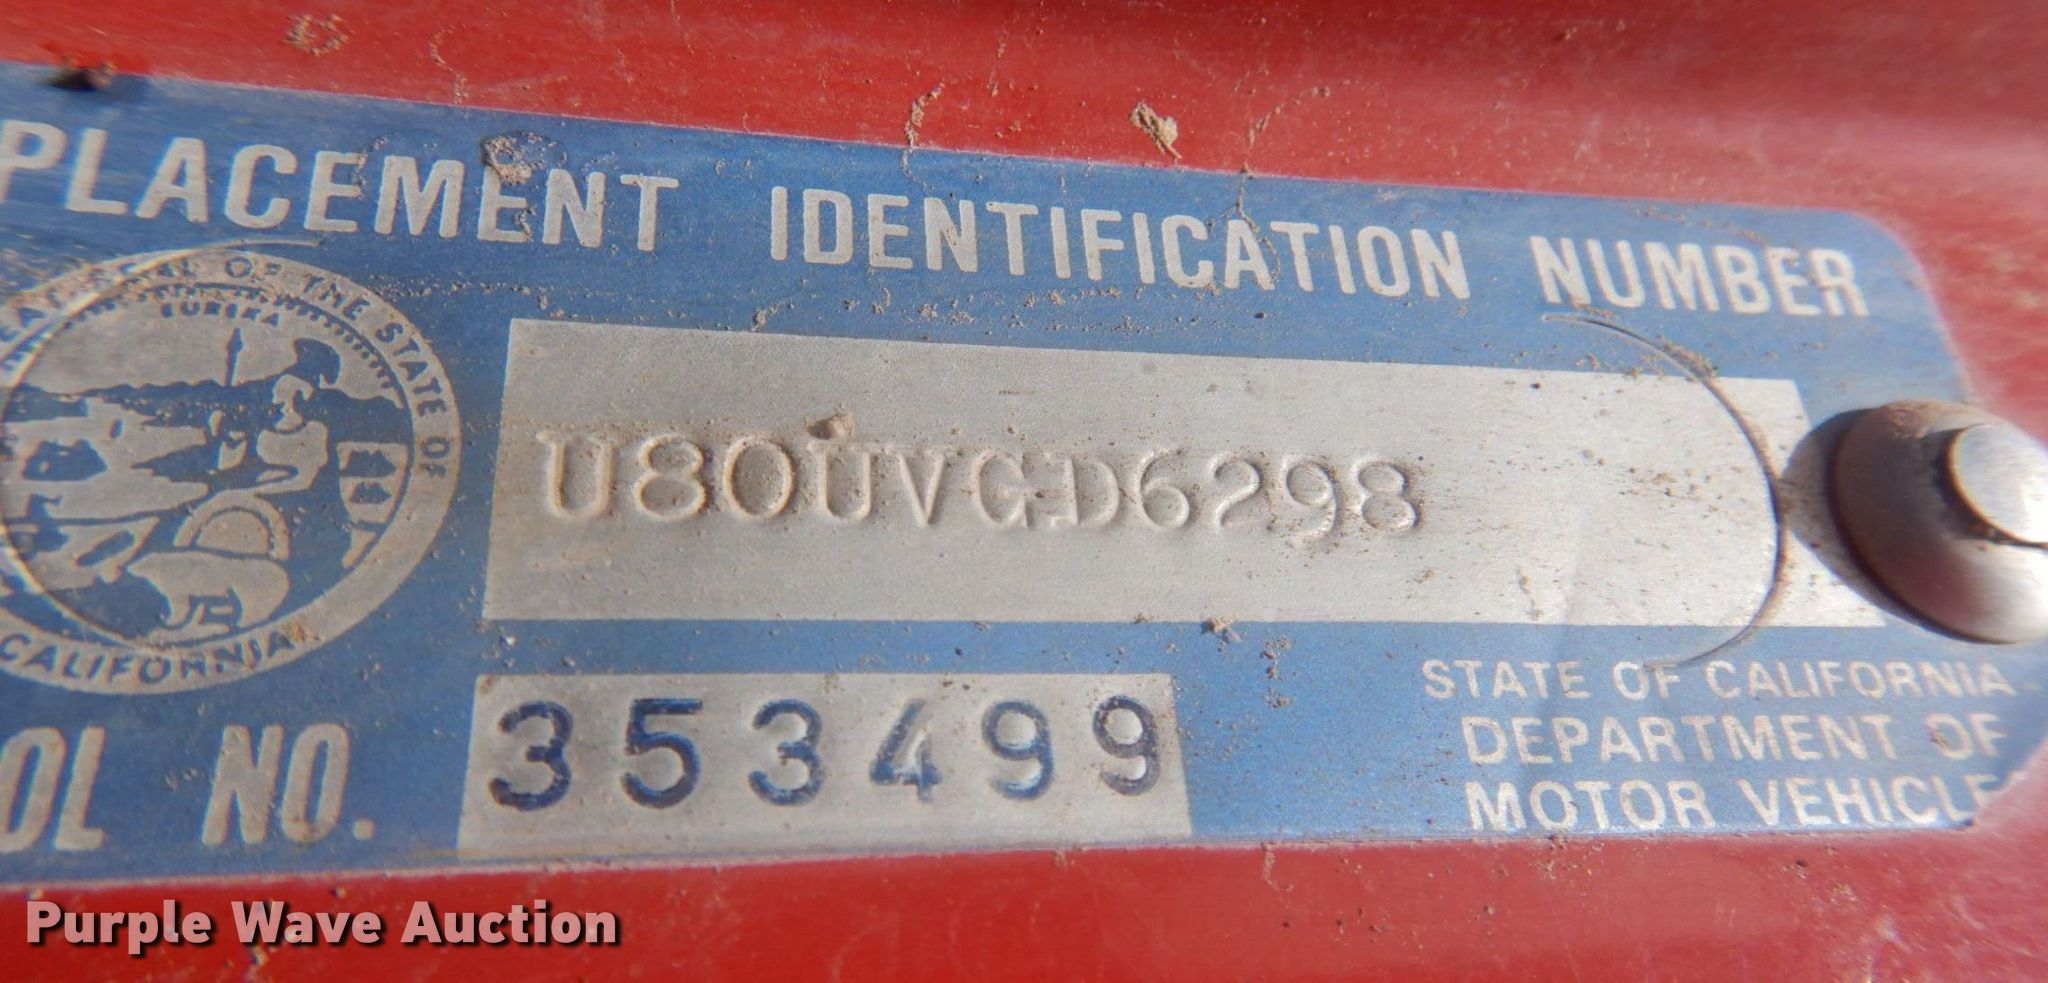 PLACEMENT IDENTIFICATION NUMBER
SEAL OF THE STATE OF
EUREKA
CALIFORNIA
U80UVGD6298
OL NO. 353499
STATE OF CALIFORNIA
DEPARTMENT OF
MOTOR VEHICLE
Purple Wave Auction